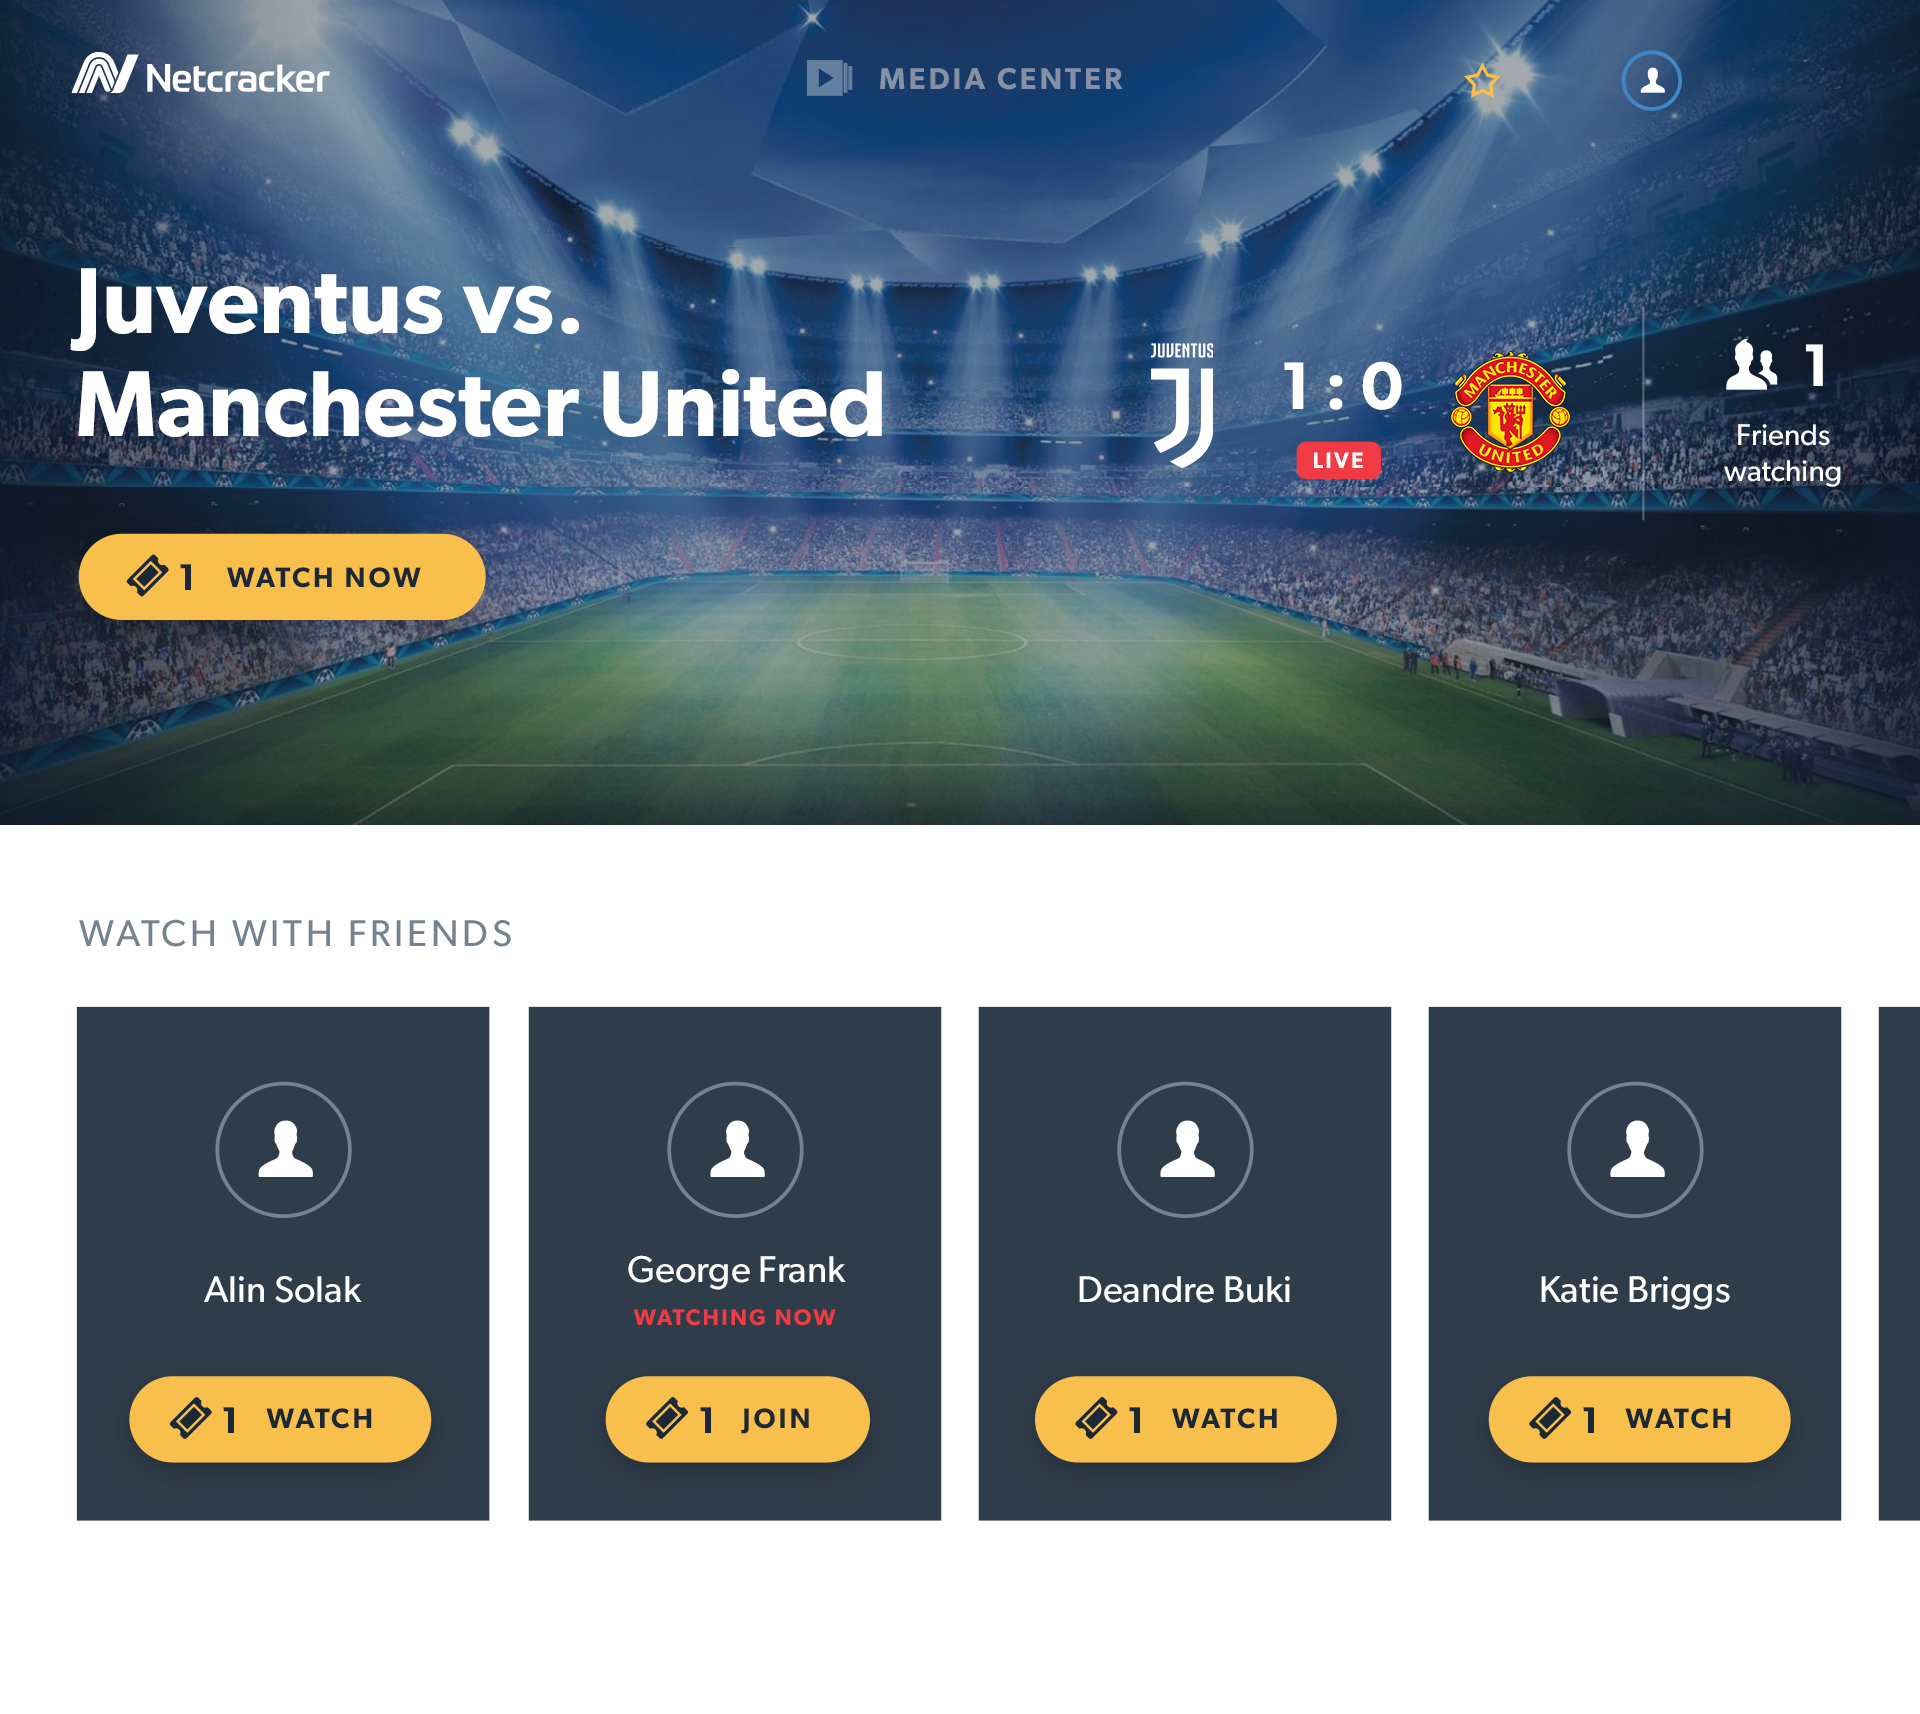 Netcracker
MEDIA CENTER
Juventus vs.
Manchester United
JUVENTUS
1 : 0
LIVE
MANCHESTER
UNITED
1
Friends
watching
1 WATCH NOW
WATCH WITH FRIENDS
Alin Solak
1 WATCH
George Frank
WATCHING NOW
1 JOIN
Deandre Buki
1 WATCH
Katie Briggs
1 WATCH